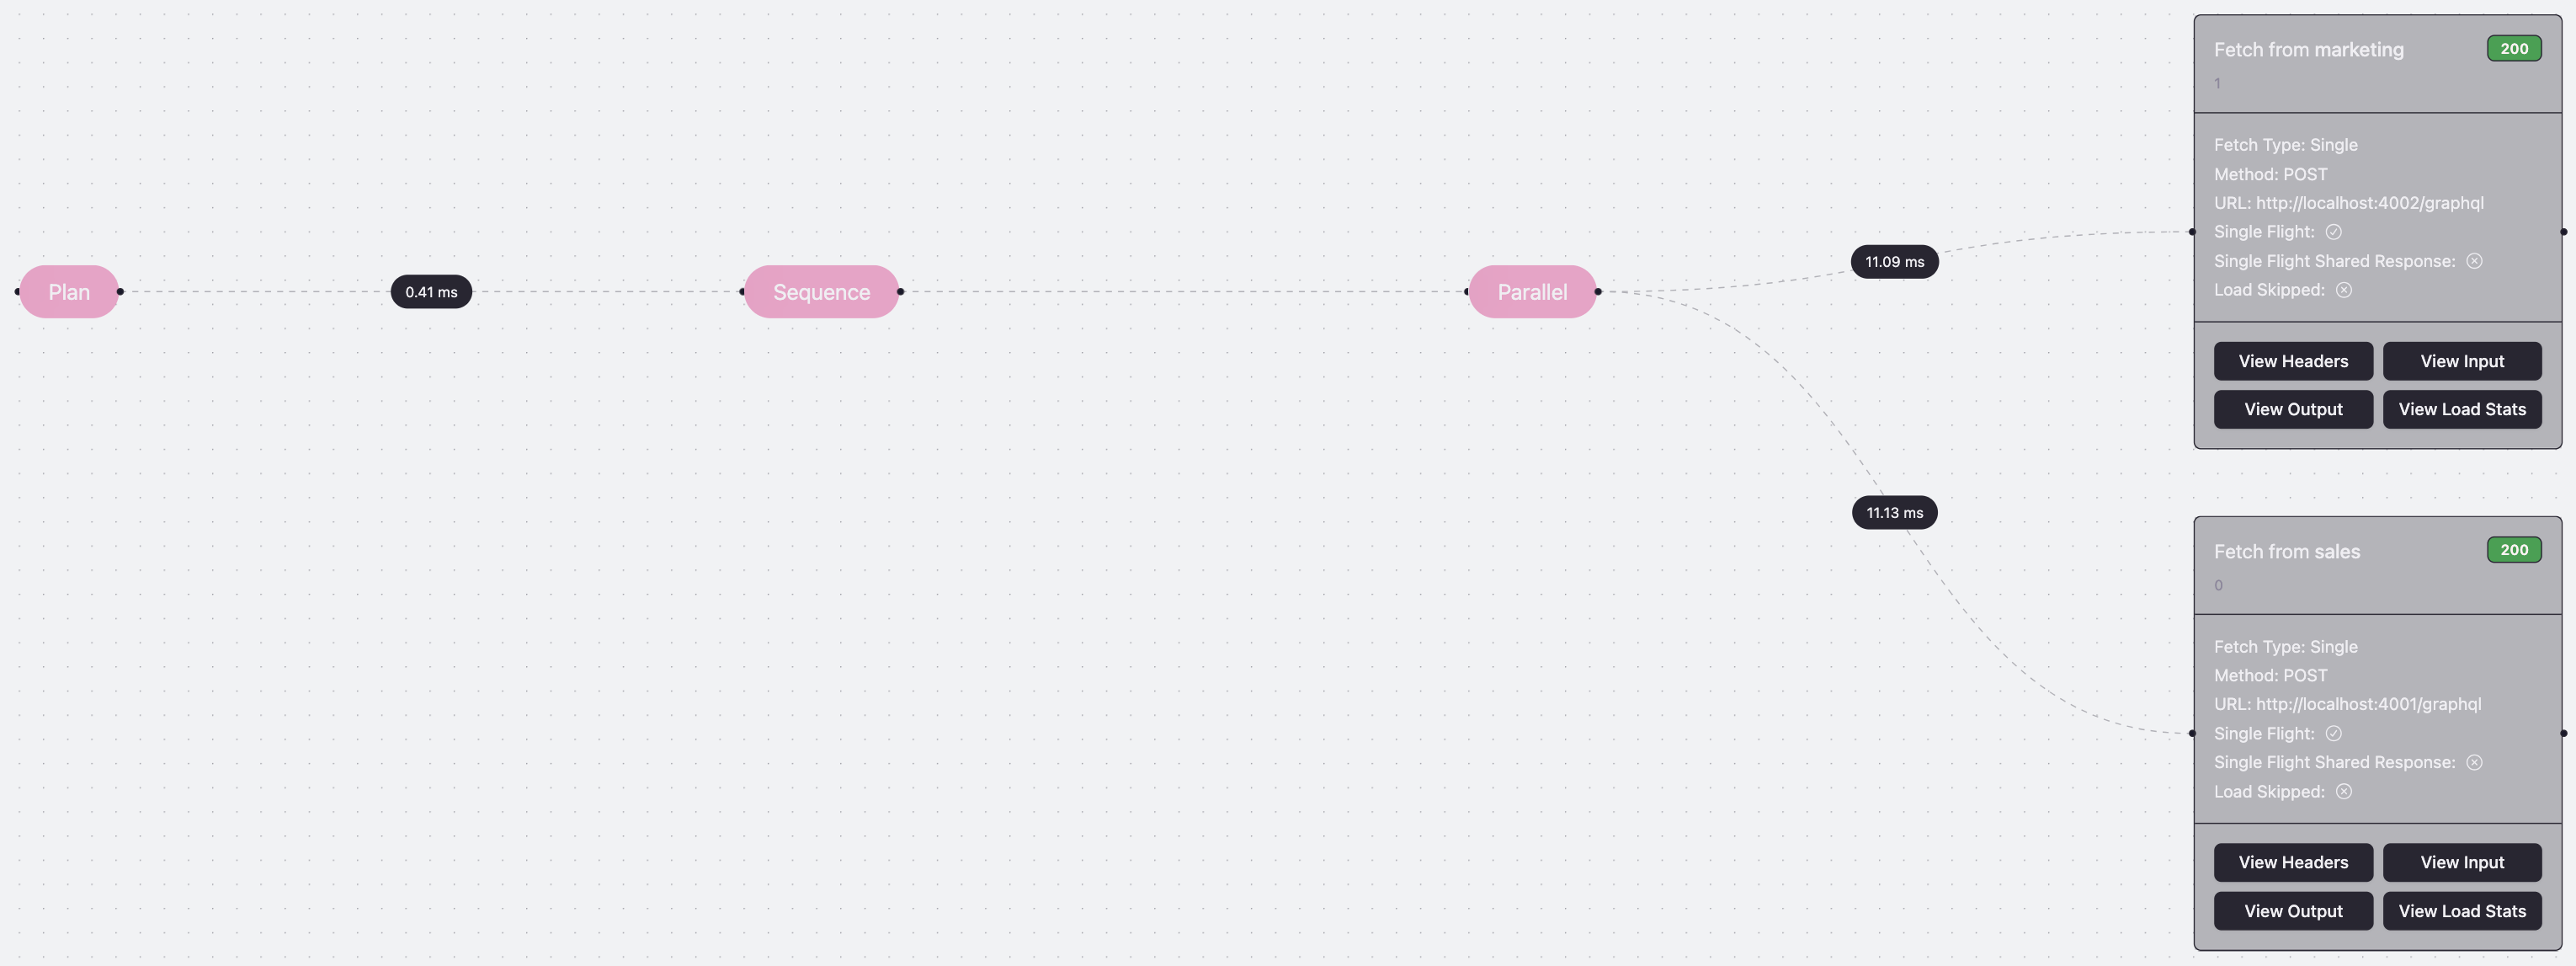 Plan
0.41 ms
Sequence
Parallel
11.09 ms
11.13 ms
Fetch from marketing
200
1
Fetch Type: Single
Method: POST
URL: http://localhost:4002/graphql
Single Flight:
Single Flight Shared Response:
Load Skipped:
View Headers
View Input
View Output
View Load Stats
Fetch from sales
200
0
Fetch Type: Single
Method: POST
URL: http://localhost:4001/graphql
Single Flight:
Single Flight Shared Response:
Load Skipped:
View Headers
View Input
View Output
View Load Stats